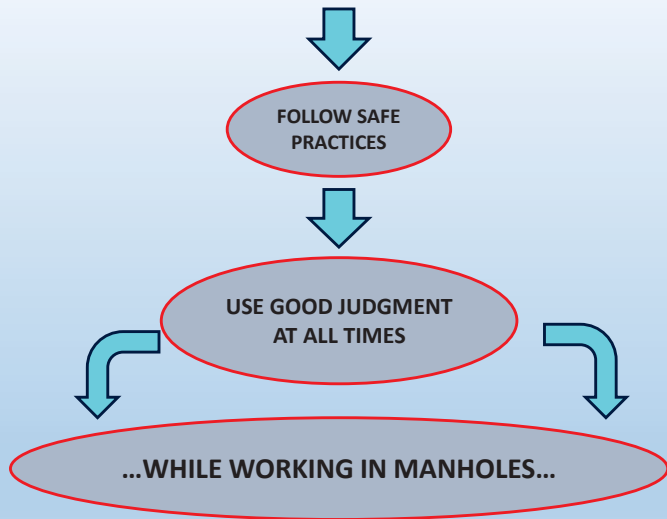 FOLLOW SAFE
PRACTICES
USE GOOD JUDGMENT
AT ALL TIMES
...WHILE WORKING IN MANHOLES...